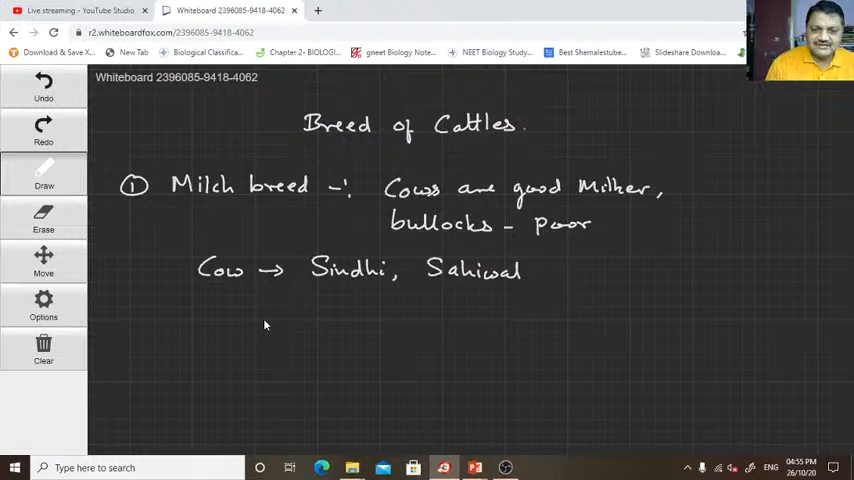 Live streaming - YouTube Studio
Whiteboard 2396085-9418-4062
r2.whiteboardfox.com/2396085-9418-4062
Download & Save X...
New Tab
Biological Classifica...
Chapter 2- BIOLOGI...
gneet Biology Note...
NEET Biology Study...
Best Shemalestube...
Slideshare Downloa...
Whiteboard 2396085-9418-4062
Undo
Redo
Draw
Erase
Move
Options
Clear
Breed of Cattles.
① Milch breed -: Cows are good Milker,
bullocks - poor
Cow → Sindhi, Sahiwal
Type here to search
ENG
04:55 PM
26/10/20